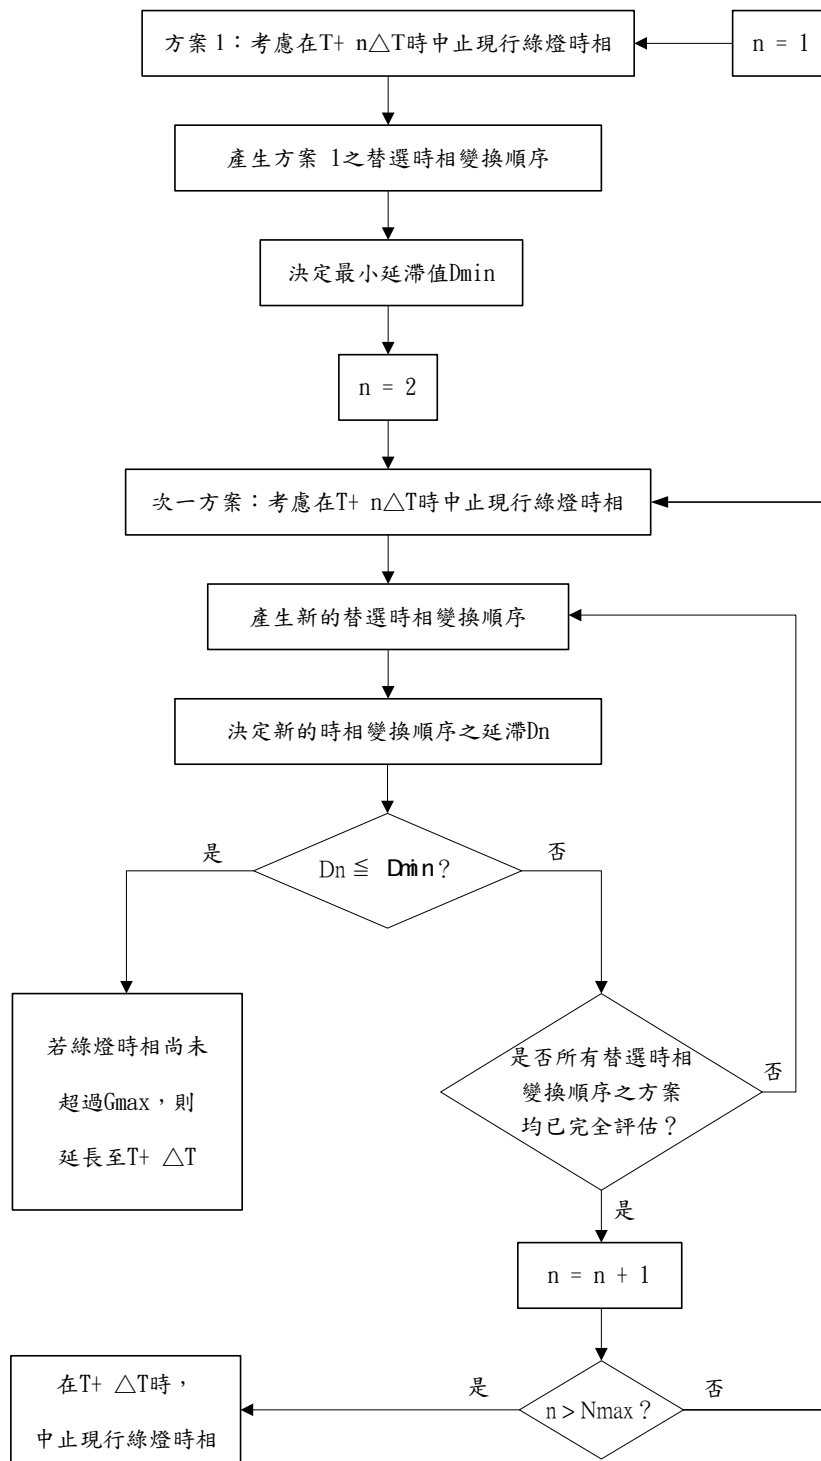 方案 1：考慮在T+ n△T時中止現行綠燈時相
n = 1
產生方案 1之替選時相變換順序
決定最小延滯值Dmin
n = 2
次一方案：考慮在T+ n△T時中止現行綠燈時相
產生新的替選時相變換順序
決定新的時相變換順序之延滯Dn
是
Dn ≦ Dmin？
否
若綠燈時相尚未
超過Gmax，則
延長至T+ △T
是否所有替選時相
變換順序之方案
均已完全評估？
否
是
n = n + 1
在T+ △T時，
中止現行綠燈時相
是
n > Nmax？
否